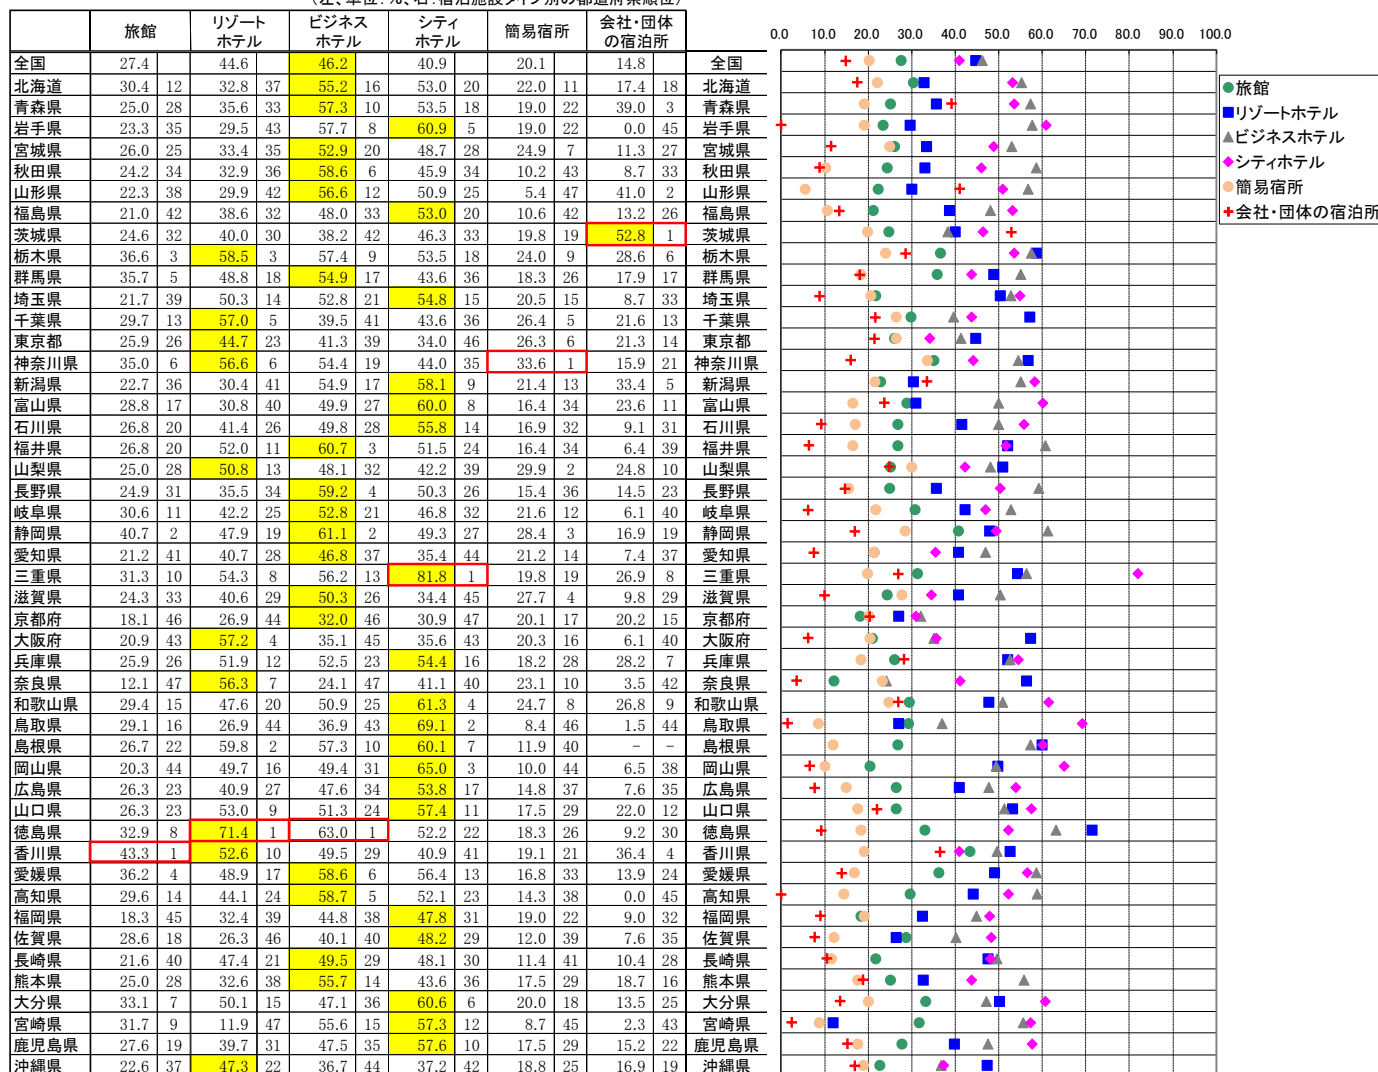 旅館 リゾートホテル ビジネスホテル シティホテル 簡易宿所 会社・団体の宿泊所 0.0 10.0 20.0 30.0 40.0 50.0 60.0 70.0 80.0 90.0 100.0
全国 27.4 44.6 46.2 40.9 20.1 14.8 全国
北海道 30.4 12 32.8 37 55.2 16 53.0 20 22.0 11 17.4 18 北海道
青森県 25.0 28 35.6 33 57.3 10 53.5 18 19.0 22 39.0 3 青森県
岩手県 23.3 35 29.5 43 57.7 8 60.9 5 19.0 22 0.0 45 岩手県
宮城県 26.0 25 33.4 35 52.9 20 48.7 28 24.9 7 11.3 27 宮城県
秋田県 24.2 34 32.9 36 58.6 6 45.9 34 10.2 43 8.7 33 秋田県
山形県 22.3 38 29.9 42 56.6 12 50.9 25 5.4 47 41.0 2 山形県
福島県 21.0 42 38.6 32 48.0 33 53.0 20 10.6 42 13.2 26 福島県
茨城県 24.6 32 40.0 30 38.2 42 46.3 33 19.8 19 52.8 1 茨城県
栃木県 36.6 3 58.5 3 57.4 9 53.5 18 24.0 9 28.6 6 栃木県
群馬県 35.7 5 48.8 18 54.9 17 43.6 36 18.3 26 17.9 17 群馬県
埼玉県 21.7 39 50.3 14 52.8 21 54.8 15 20.5 15 8.7 33 埼玉県
千葉県 29.7 13 57.0 5 39.5 41 43.6 36 26.4 5 21.6 13 千葉県
東京都 25.9 26 44.7 23 41.3 39 34.0 46 26.3 6 21.3 14 東京都
神奈川県 35.0 6 56.6 6 54.4 19 44.0 35 33.6 1 15.9 21 神奈川県
新潟県 22.7 36 30.4 41 54.9 17 58.1 9 21.4 13 33.4 5 新潟県
富山県 28.8 17 30.8 40 49.9 27 60.0 8 16.4 34 23.6 11 富山県
石川県 26.8 20 41.4 26 49.8 28 55.8 14 16.9 32 9.1 31 石川県
福井県 26.8 20 52.0 11 60.7 3 51.5 24 16.4 34 6.4 39 福井県
山梨県 25.0 28 50.8 13 48.1 32 42.2 39 29.9 2 24.8 10 山梨県
長野県 24.9 31 35.5 34 59.2 4 50.3 26 15.4 36 14.5 23 長野県
岐阜県 30.6 11 42.2 25 52.8 21 46.8 32 21.6 12 6.1 40 岐阜県
静岡県 40.7 2 47.9 19 61.1 2 49.3 27 28.4 3 16.9 19 静岡県
愛知県 21.2 41 40.7 28 46.8 37 35.4 44 21.2 14 7.4 37 愛知県
三重県 31.3 10 54.3 8 56.2 13 81.8 1 19.8 19 26.9 8 三重県
滋賀県 24.3 33 40.6 29 50.3 26 34.4 45 27.7 4 9.8 29 滋賀県
京都府 18.1 46 26.9 44 32.0 46 30.9 47 20.1 17 20.2 15 京都府
大阪府 20.9 43 57.2 4 35.1 45 35.6 43 20.3 16 6.1 40 大阪府
兵庫県 25.9 26 51.9 12 52.5 23 54.4 16 18.2 28 28.2 7 兵庫県
奈良県 12.1 47 56.3 7 24.1 47 41.1 40 23.1 10 3.5 42 奈良県
和歌山県 29.4 15 47.6 20 50.9 25 61.3 4 24.7 8 26.8 9 和歌山県
鳥取県 29.1 16 26.9 44 36.9 43 69.1 2 8.4 46 1.5 44 鳥取県
島根県 26.7 22 59.8 2 57.3 10 60.1 7 11.9 40 － － 島根県
岡山県 20.3 44 49.7 16 49.4 31 65.0 3 10.0 44 6.5 38 岡山県
広島県 26.3 23 40.9 27 47.6 34 53.8 17 14.8 37 7.6 35 広島県
山口県 26.3 23 53.0 9 51.3 24 57.4 11 17.5 29 22.0 12 山口県
徳島県 32.9 8 71.4 1 63.0 1 52.2 22 18.3 26 9.2 30 徳島県
香川県 43.3 1 52.6 10 49.5 29 40.9 41 19.1 21 36.4 4 香川県
愛媛県 36.2 4 48.9 17 58.6 6 56.4 13 16.8 33 13.9 24 愛媛県
高知県 29.6 14 44.1 24 58.7 5 52.1 23 14.3 38 0.0 45 高知県
福岡県 18.3 45 32.4 39 44.8 38 47.8 31 19.0 22 9.0 32 福岡県
佐賀県 28.6 18 26.3 46 40.1 40 48.2 29 12.0 39 7.6 35 佐賀県
長崎県 21.6 40 47.4 21 49.5 29 48.1 30 11.4 41 10.4 28 長崎県
熊本県 25.0 28 32.6 38 55.7 14 43.6 36 17.5 29 18.7 16 熊本県
大分県 33.1 7 50.1 15 47.1 36 60.6 6 20.0 18 13.5 25 大分県
宮崎県 31.7 9 11.9 47 55.6 15 57.3 12 8.7 45 2.3 43 宮崎県
鹿児島県 27.6 19 39.7 31 47.5 35 57.6 10 17.5 29 15.2 22 鹿児島県
沖縄県 22.6 37 47.3 22 36.7 44 37.2 42 18.8 25 16.9 19 沖縄県
旅館
リゾートホテル
ビジネスホテル
シティホテル
簡易宿所
会社・団体の宿泊所